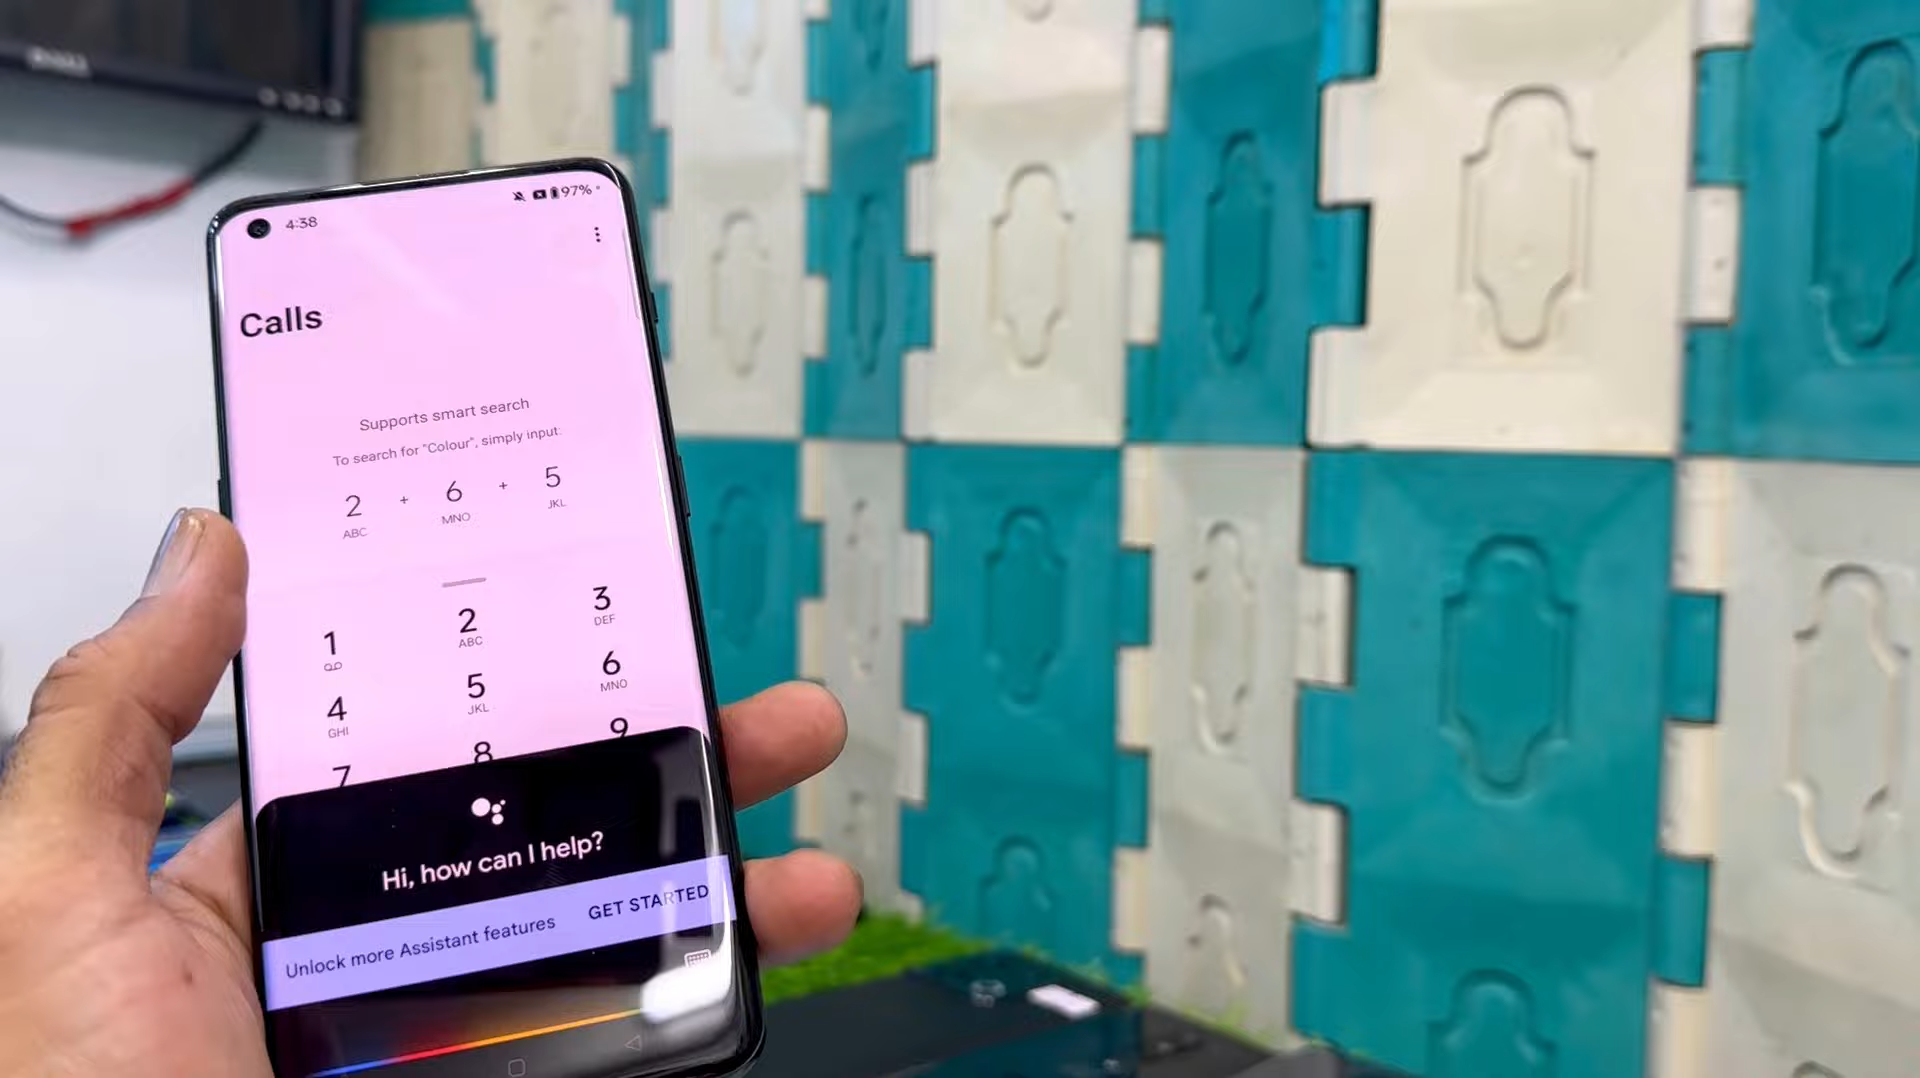 DELL
4:38
97%
Calls
Supports smart search
To search for "Colour", simply input:
2 + 6 + 5
ABC MNO JKL
1 2 3
ABC DEF
4 5 6
GHI JKL MNO
7 8 9
Hi, how can I help?
Unlock more Assistant features GET STARTED